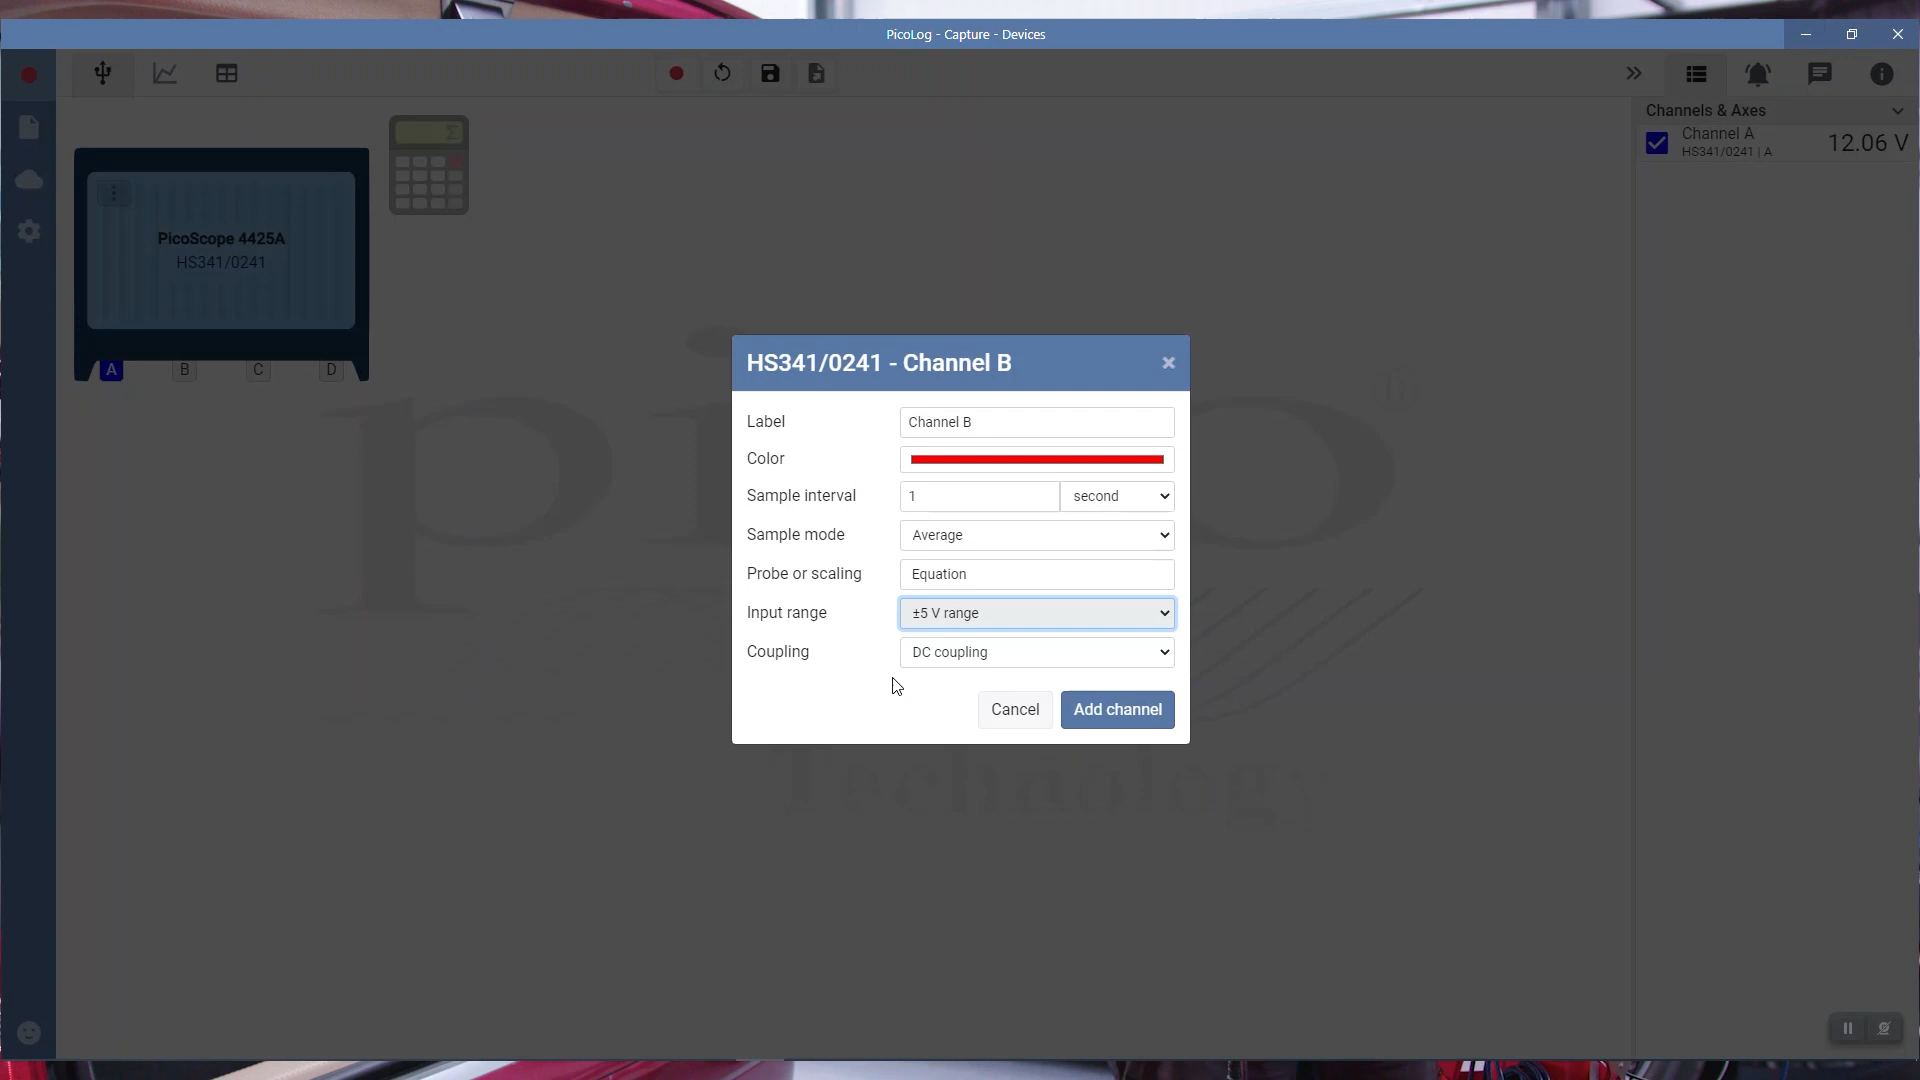 PicoLog - Capture - Devices
Channels & Axes
Channel A
HS341/0241 | A
12.06 V
Σ
PicoScope 4425A
HS341/0241
A B C D
HS341/0241 - Channel B
Label Channel B
Color
Sample interval 1 second
Sample mode Average
Probe or scaling Equation
Input range ±5 V range
Coupling DC coupling
Cancel Add channel
pico
®
Technology